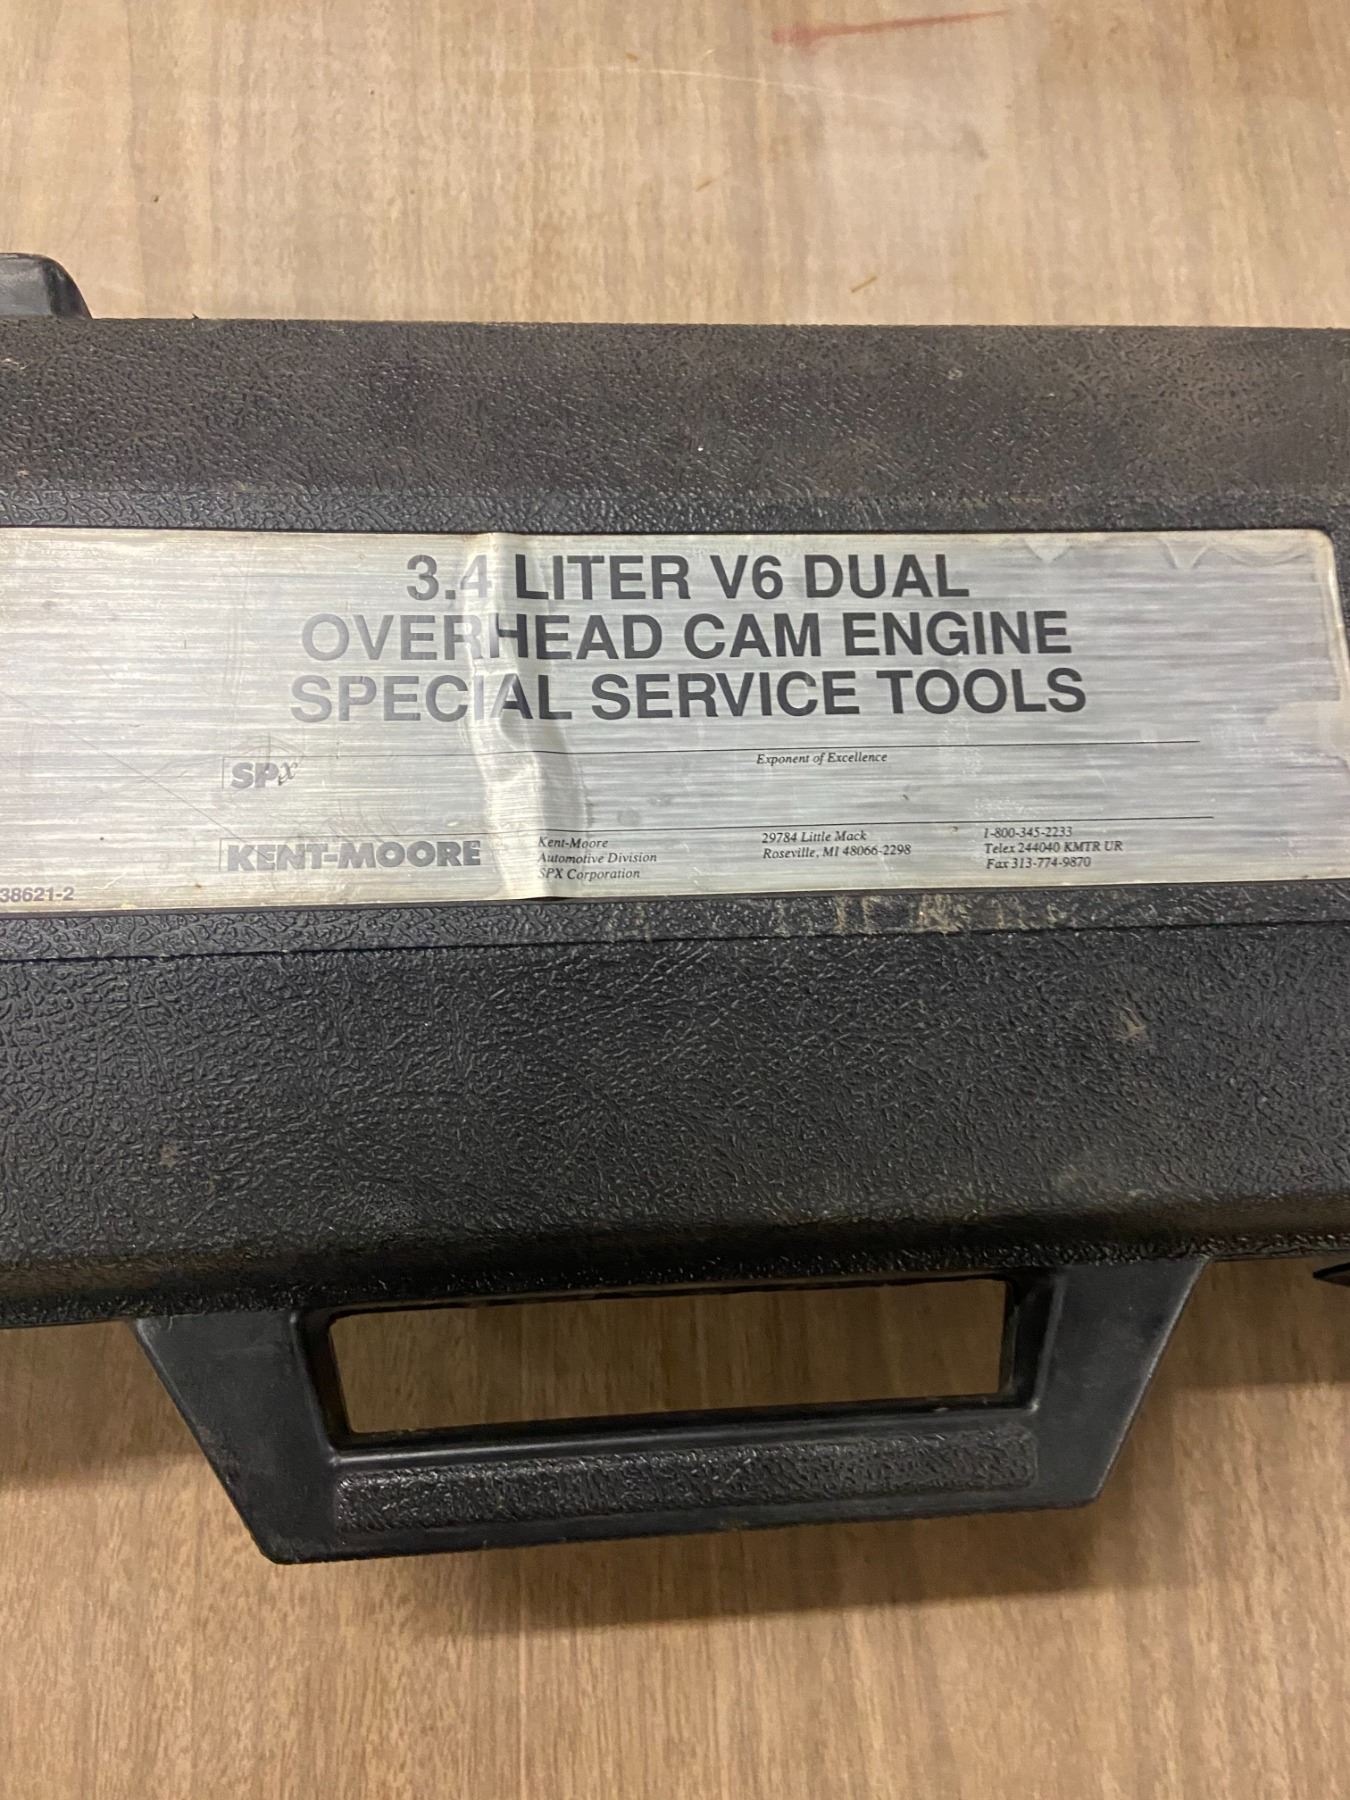 3.4 LITER V6 DUAL
OVERHEAD CAM ENGINE
SPECIAL SERVICE TOOLS
SPX
Exponent of Excellence
KENT-MOORE
Kent-Moore
Automotive Division
SPX Corporation
29784 Little Mack
Roseville, MI 48066-2298
1-800-345-2233
Telex 244040 KMTR UR
Fax 313-774-9870
38621-2